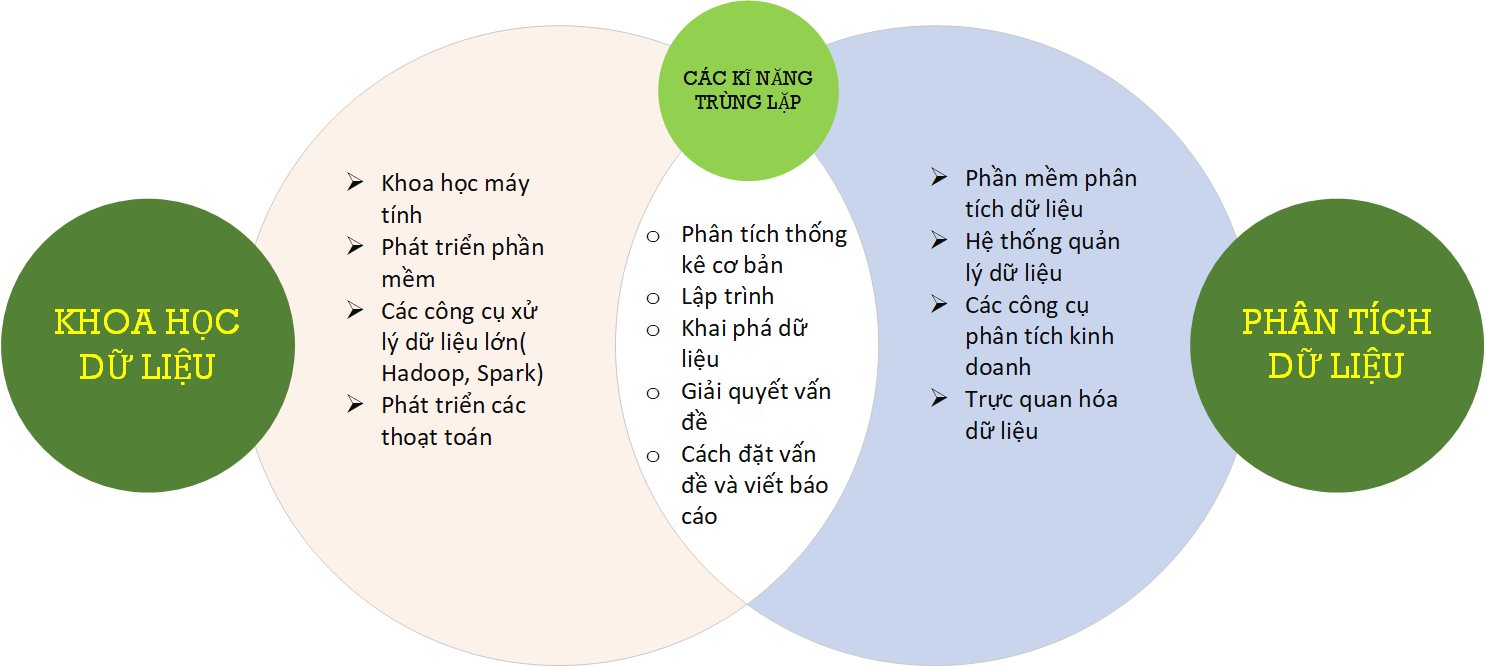 CÁC KĨ NĂNG
TRÙNG LẶP
KHOA HỌC
DỮ LIỆU
Khoa học máy
tính
Phát triển phần
mềm
Các công cụ xử
lý dữ liệu lớn(
Hadoop, Spark)
Phát triển các
thoạt toán
Phân tích thống
kê cơ bản
Lập trình
Khai phá dữ
liệu
Giải quyết vấn
đề
Cách đặt vấn
đề và viết báo
cáo
Phần mềm phân
tích dữ liệu
Hệ thống quản
lý dữ liệu
Các công cụ
phân tích kinh
doanh
Trực quan hóa
dữ liệu
PHÂN TÍCH
DỮ LIỆU